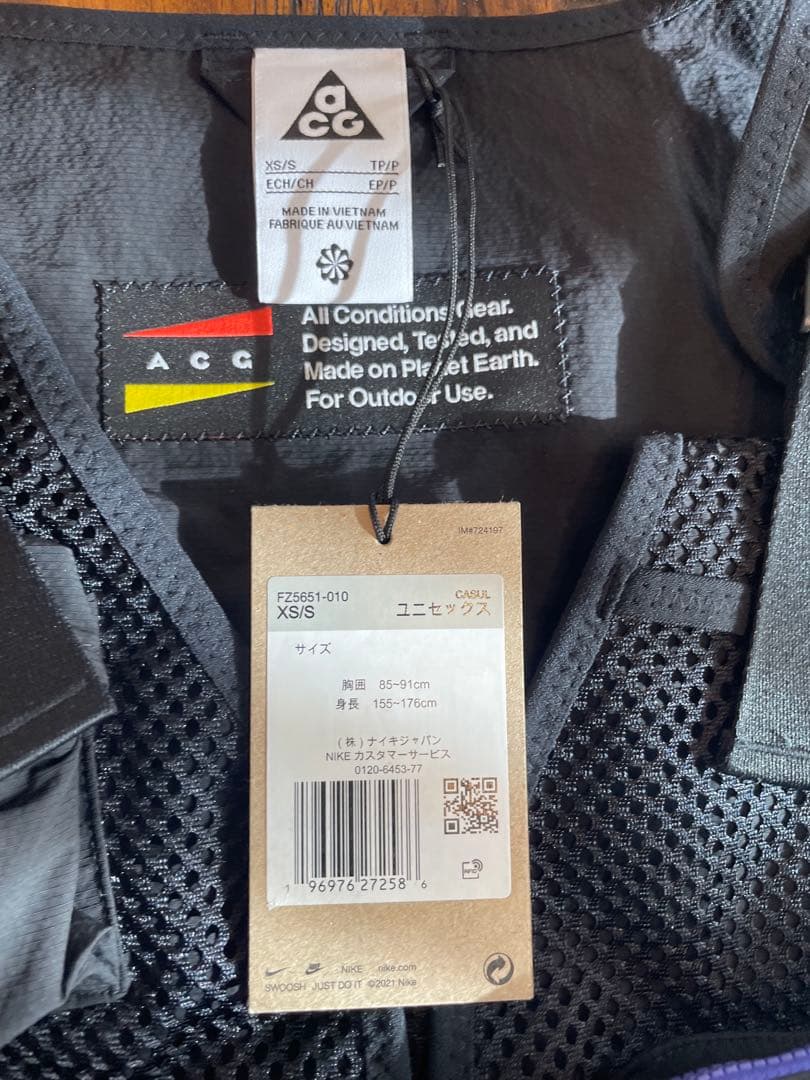 aCG
XS/S TP/P
ECH/CH EP/P
MADE IN VIETNAM
FABRIQUE AU VIETNAM
A C G
All Conditions Gear.
Designed, Tested, and
Made on Planet Earth.
For Outdoor Use.
IM#724197
FZ5651-010 CASUL
XS/S ユニセックス
サイズ
胸囲 85~91cm
身長 155~176cm
(株)ナイキジャパン
NIKE カスタマーサービス
0120-6453-77
1 96976 27258 6
RFID
NIKE nike.com
SWOOSH JUST DO IT ©2021 Nike